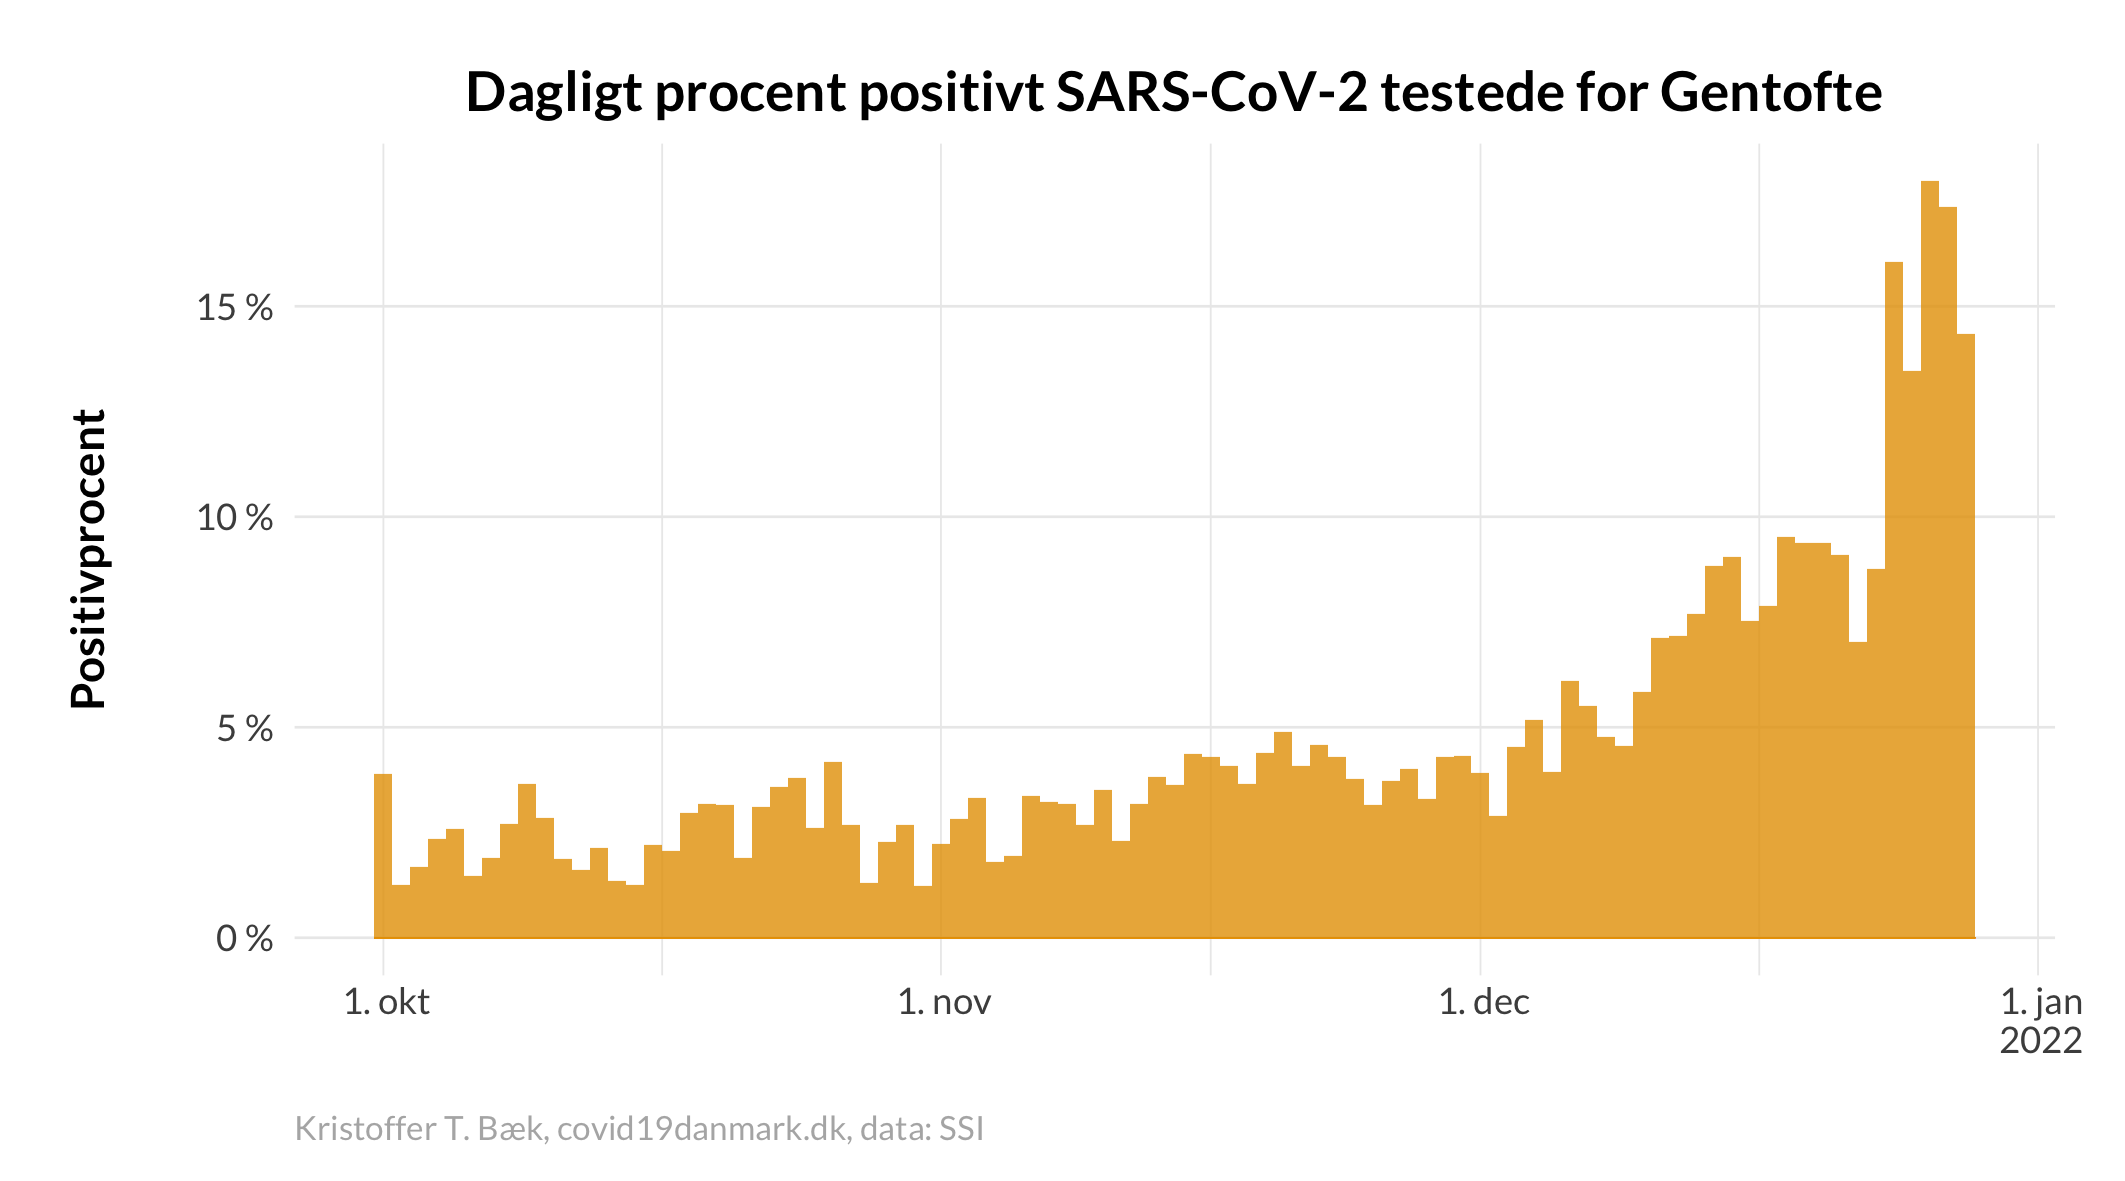 Dagligt procent positivt SARS-CoV-2 testede for Gentofte
Positivprocent
15 %
10 %
5 %
0 %
1. okt
1. nov
1. dec
1. jan
2022
Kristoffer T. Bæk, covid19danmark.dk, data: SSI